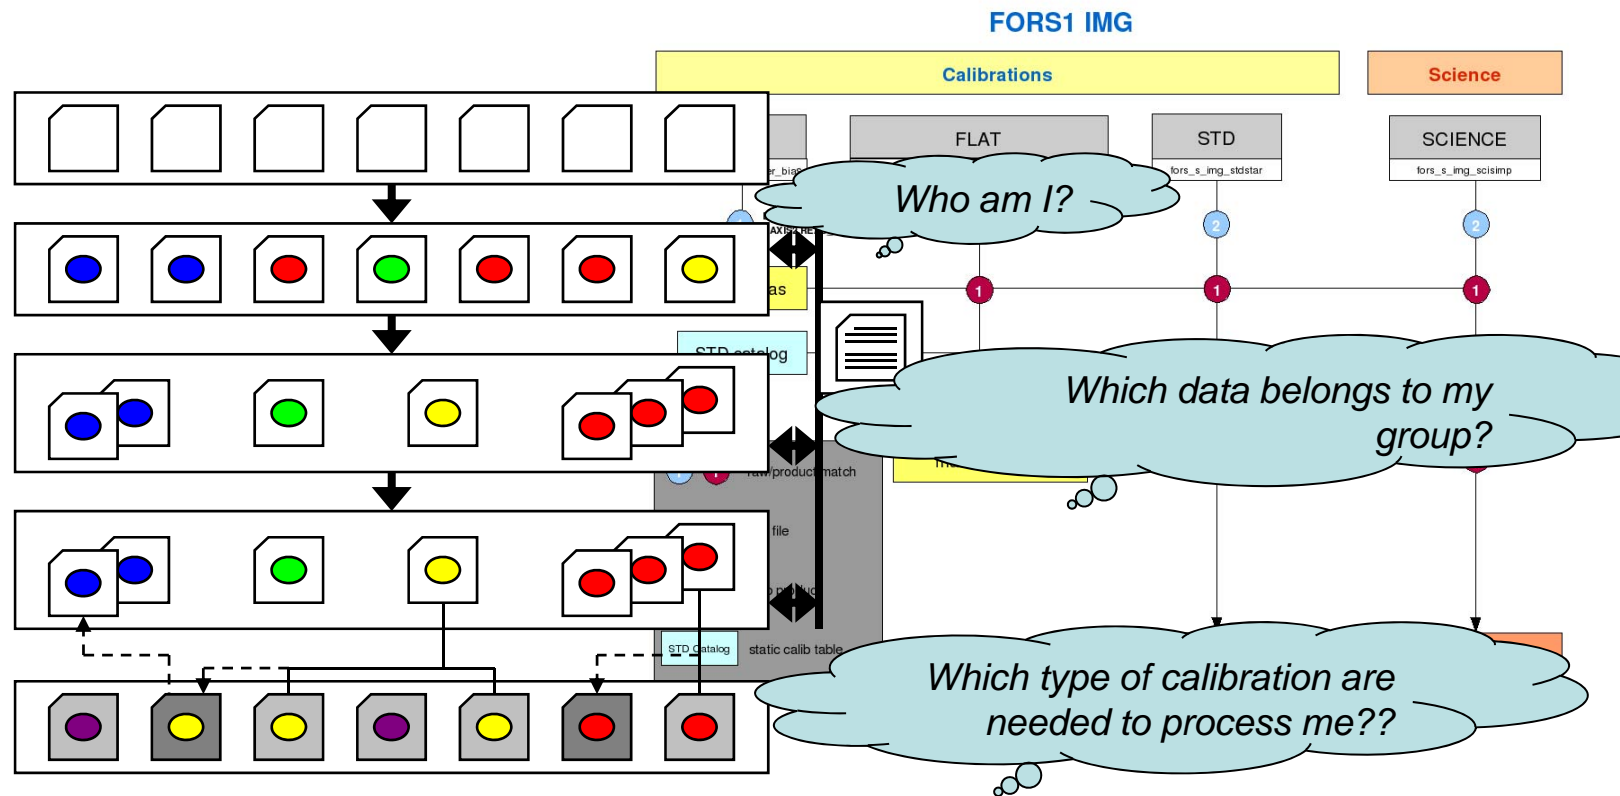 FORS1 IMG
Calibrations
Science
FLAT
STD
SCIENCE
fors_s_img_stdstar
fors_s_img_scisimp
Who am I?
2
2
1
1
1
STD catalog
Which data belongs to my
group?
raw/product match
file
STD Catalog
static calib table
Which type of calibration are
needed to process me??